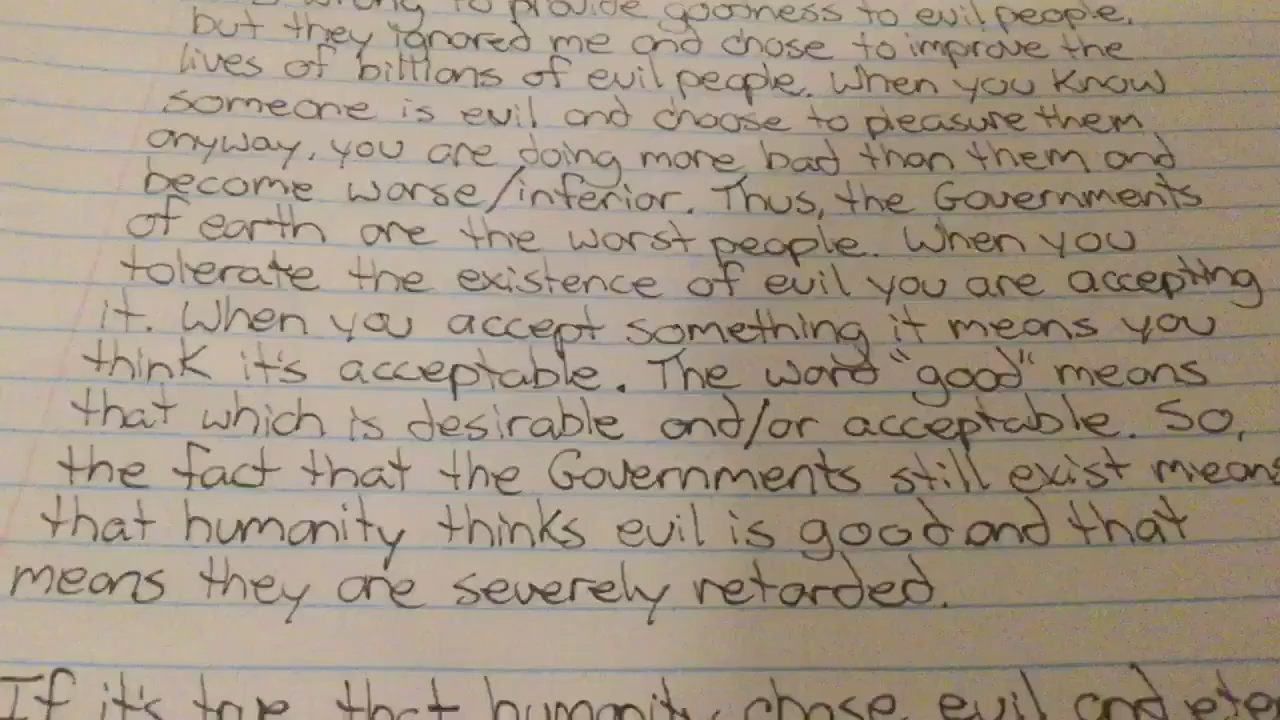 wrong to provide goodness to evil people,
but they ignored me and chose to improve the
lives of billions of evil people. When you know
someone is evil and choose to pleasure them
anyway, you are doing more bad than them and
become worse/inferior. Thus, the Governments
of earth are the worst people. When you
tolerate the existence of evil you are accepting
it. When you accept something it means you
think it's acceptable. The word "good" means
that which is desirable and/or acceptable. So,
the fact that the Governments still exist means
that humanity thinks evil is good and that
means they are severely retarded.
If it's true that humanity chose evil and